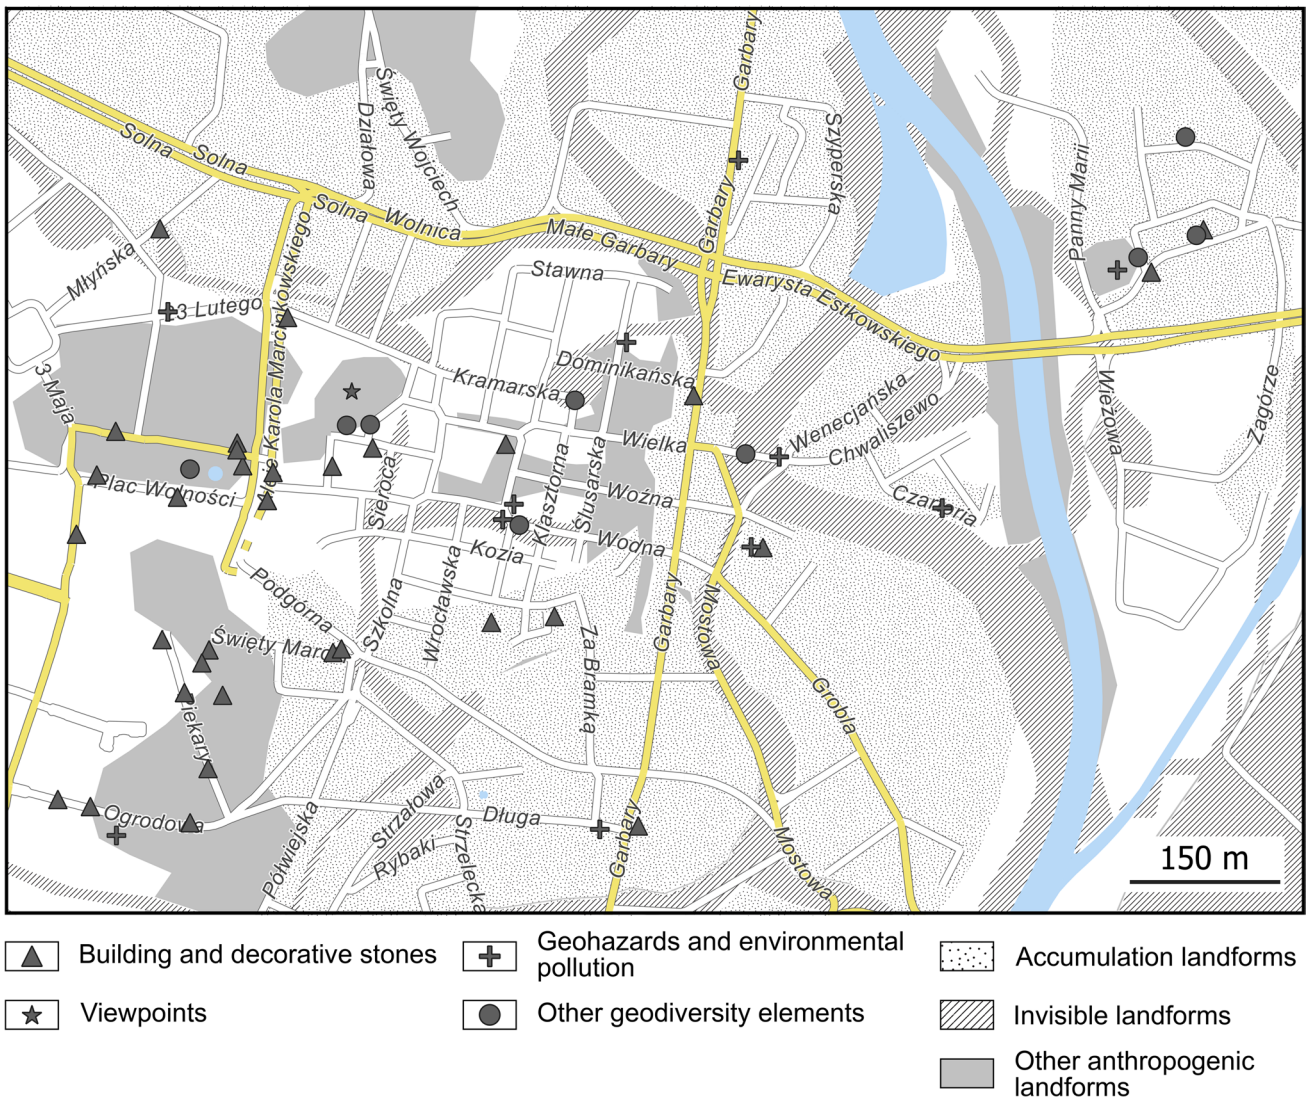 Garbary
Święty Wojciech
Działowa
Solna
Solna
Szyperska
Panny Marii
Solna
Wolnica
Małe Garbary
Garbary
Młyńska
Stawna
Ewarysta Estkowskiego
3 Lutego
Aleje Karola Marcinkowskiego
3 Maja
Dominikańska
Kramarska
Wieżowa
Zagórze
Wenecjańska
Chwaliszewo
Wielka
Plac Wolności
Sieroca
Klasztorna
Ślusarska
Woźna
Czartoria
Kozia
Wodna
Podgórna
Szkolna
Wrocławska
Garbary
Mostowa
Święty Marcin
Za Bramką
Grobla
Piekary
Ogrodowa
Półwiejska
Strzałowa
Rybaki
Strzelecka
Długa
Garbary
Mostowa
150 m
Building and decorative stones
Geohazards and environmental
pollution
Accumulation landforms
Viewpoints
Other geodiversity elements
Invisible landforms
Other anthropogenic
landforms